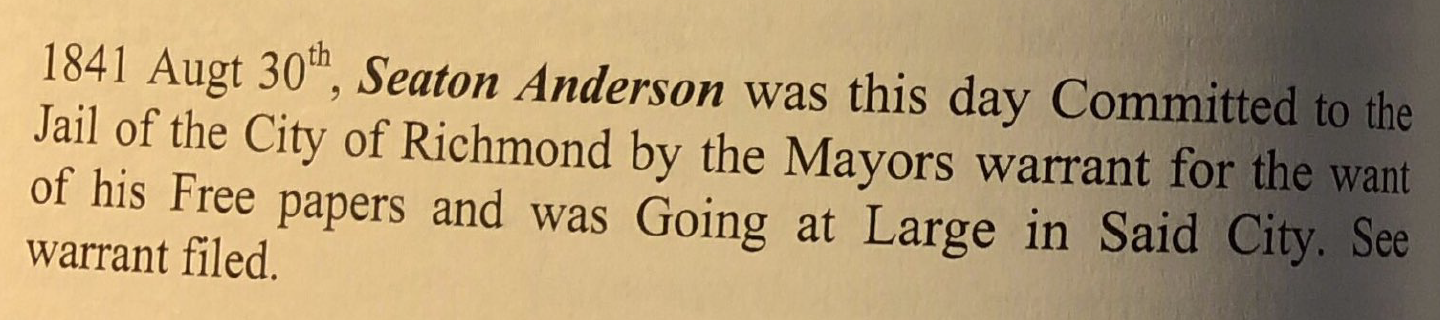 1841 Augt 30th, Seaton Anderson was this day Committed to the
Jail of the City of Richmond by the Mayors warrant for the want
of his Free papers and was Going at Large in Said City. See
warrant filed.